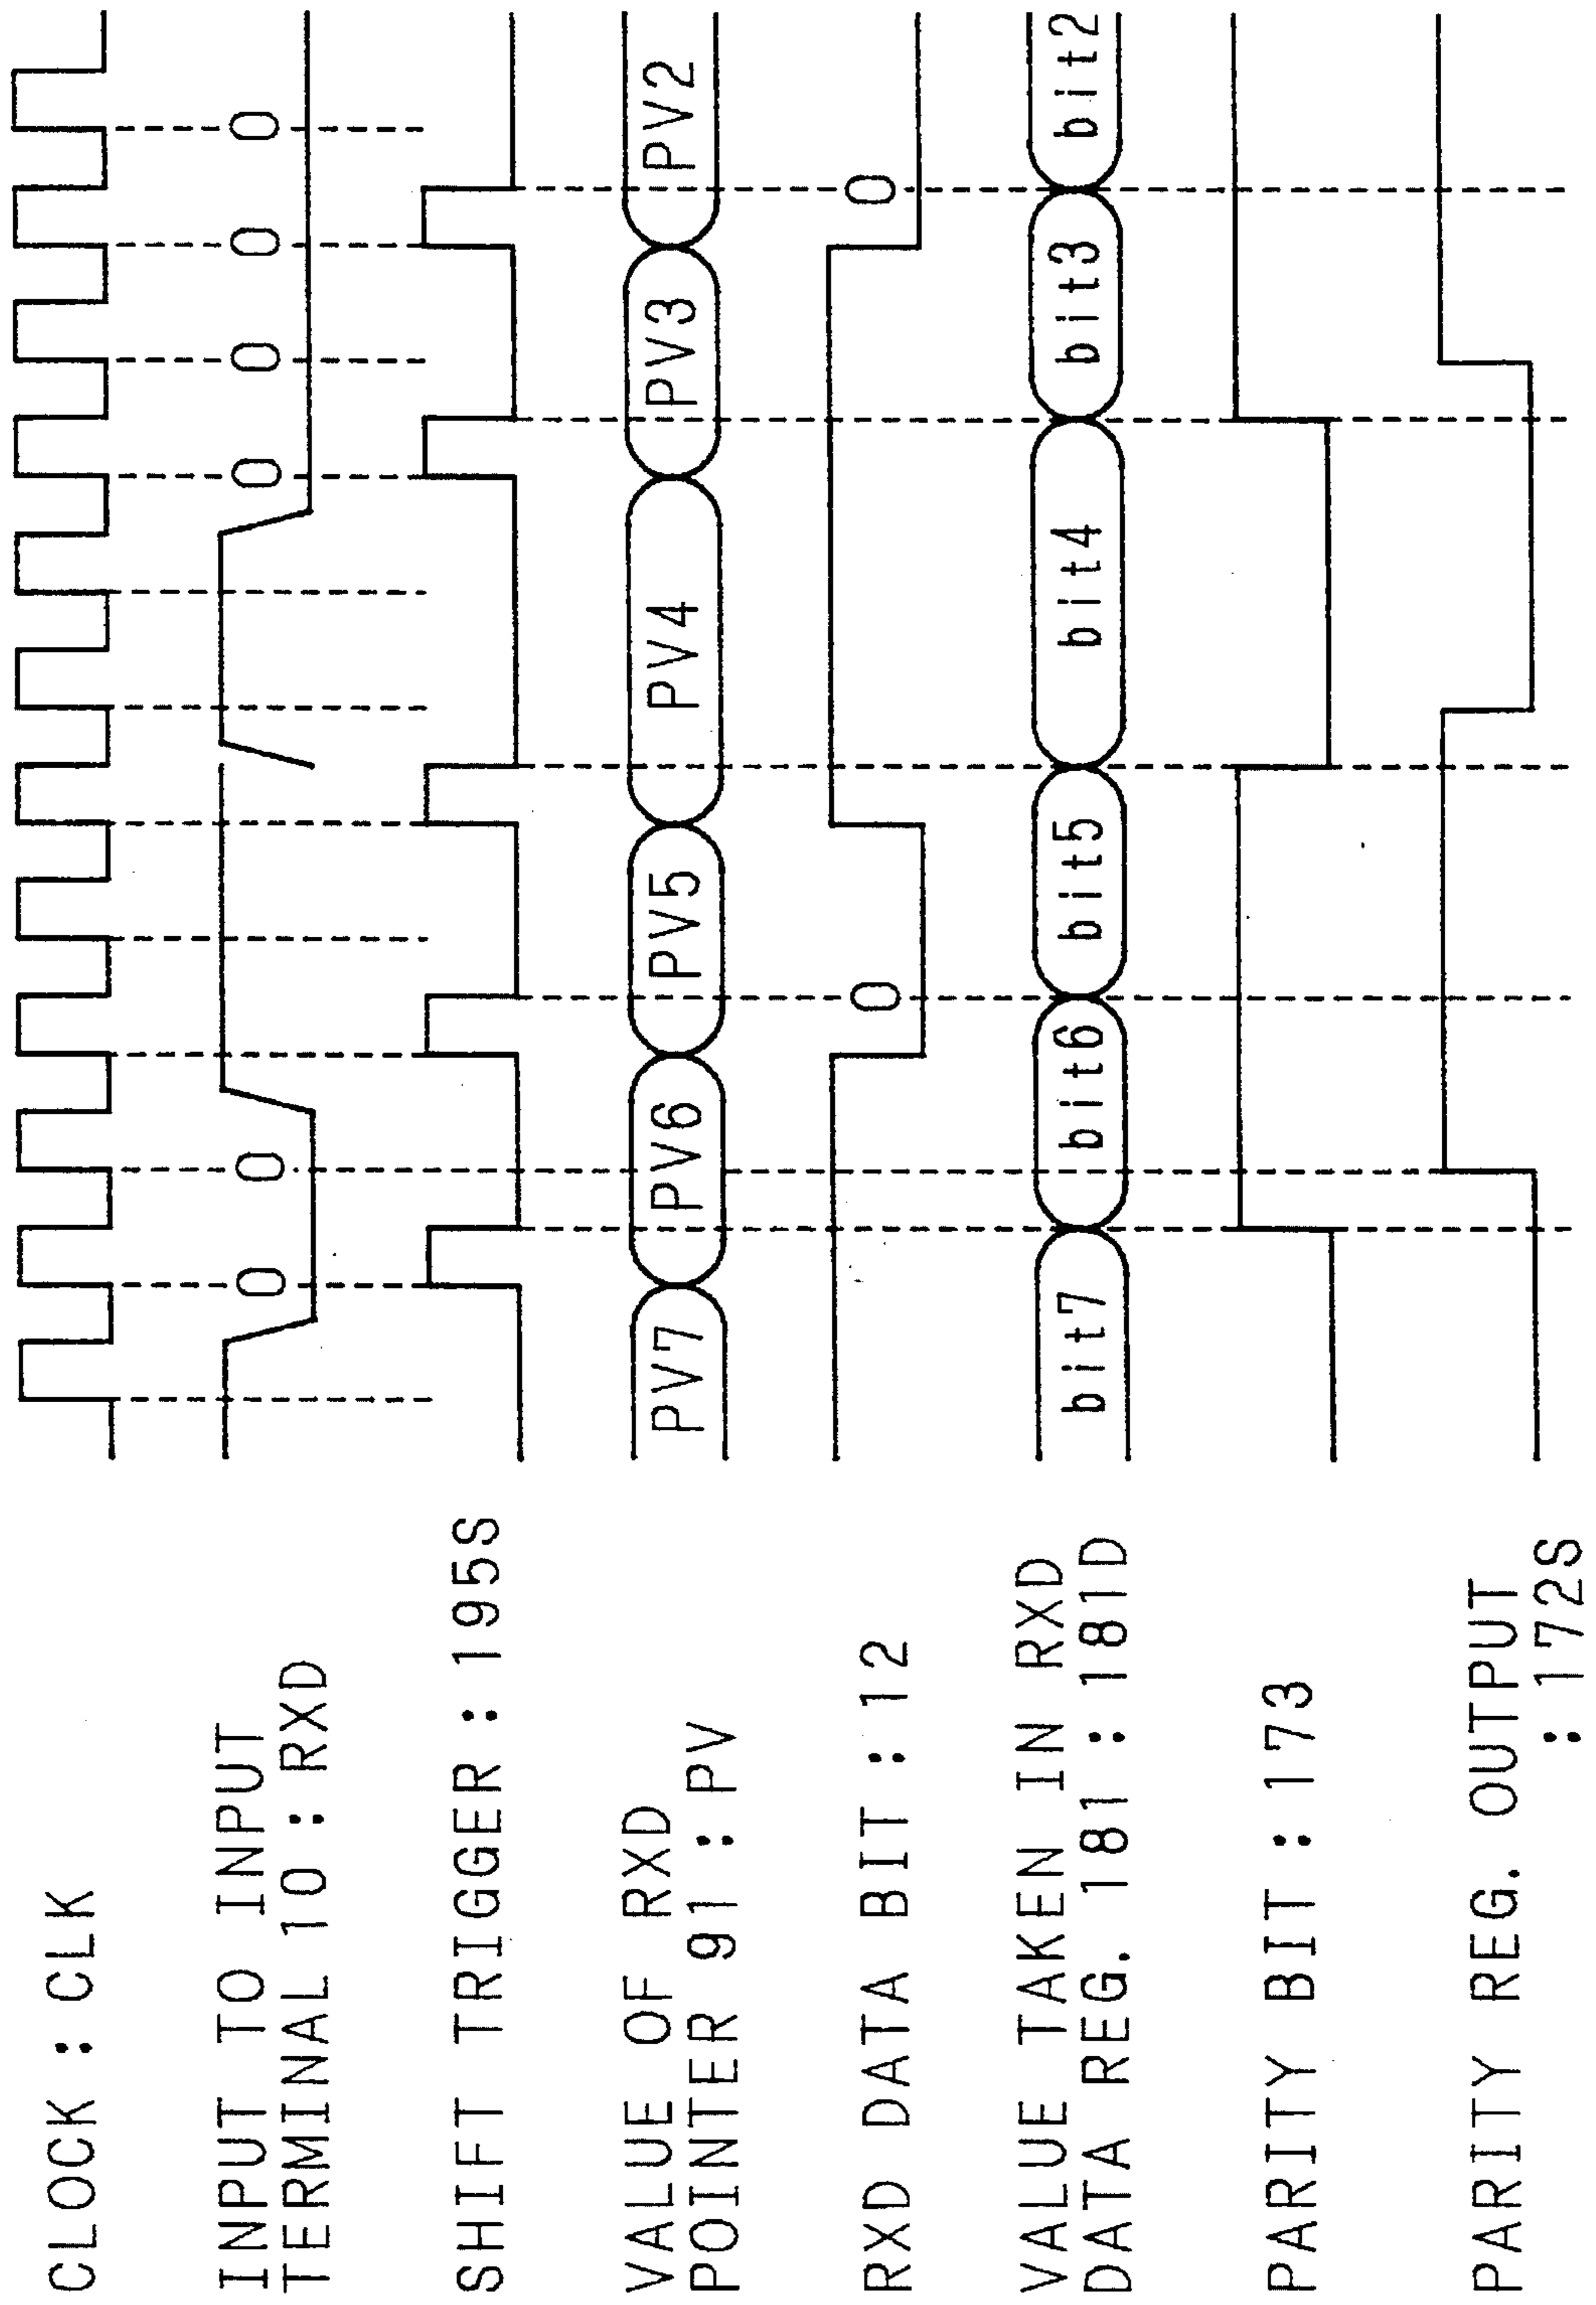 CLOCK : CLK
0 0 0 0 0 0
INPUT TO INPUT
TERMINAL 10 : RXD
SHIFT TRIGGER : 195S
PV7 PV6 PV5 PV4 PV3 PV2
VALUE OF RXD
POINTER 91 : PV
0 0
RXD DATA BIT : 12
bit7 bit6 bit5 bit4 bit3 bit2
VALUE TAKEN IN RXD
DATA REG. 181 : 181D
PARITY BIT : 173
PARITY REG. OUTPUT
: 172S